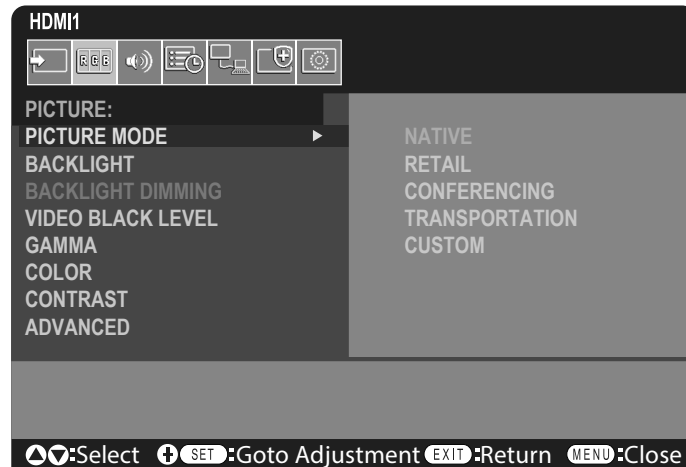 HDMI1
RGB
PICTURE:
PICTURE MODE
BACKLIGHT
BACKLIGHT DIMMING
VIDEO BLACK LEVEL
GAMMA
COLOR
CONTRAST
ADVANCED
NATIVE
RETAIL
CONFERENCING
TRANSPORTATION
CUSTOM
:Select SET:Goto Adjustment EXIT:Return MENU:Close